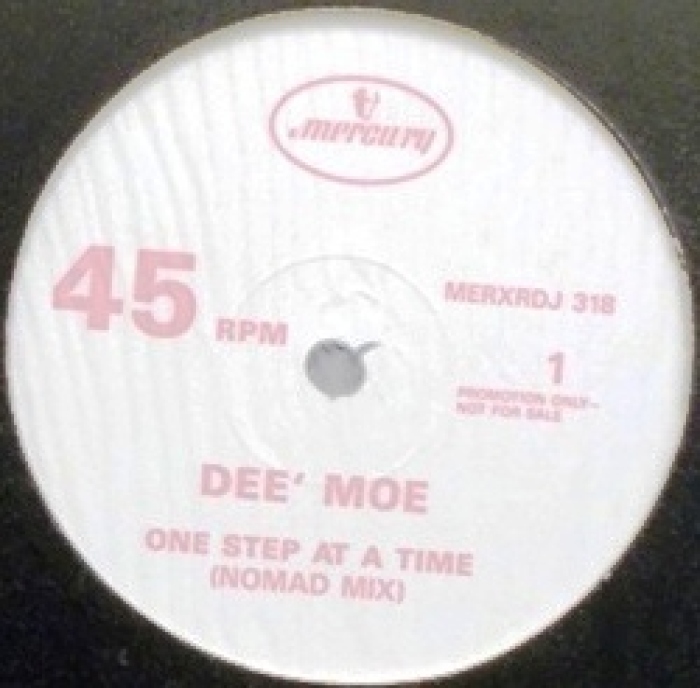 mercury
45 RPM
MERXRDJ 318
1
PROMOTION ONLY–
NOT FOR SALE
DEE' MOE
ONE STEP AT A TIME
(NOMAD MIX)